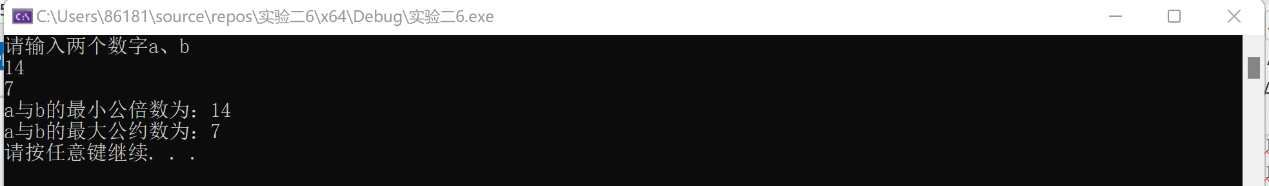 C:\Users\86181\source\repos\实验二6\x64\Debug\实验二6.exe
请输入两个数字a、b
14
7
a与b的最小公倍数为：14
a与b的最大公约数为：7
请按任意键继续. . .